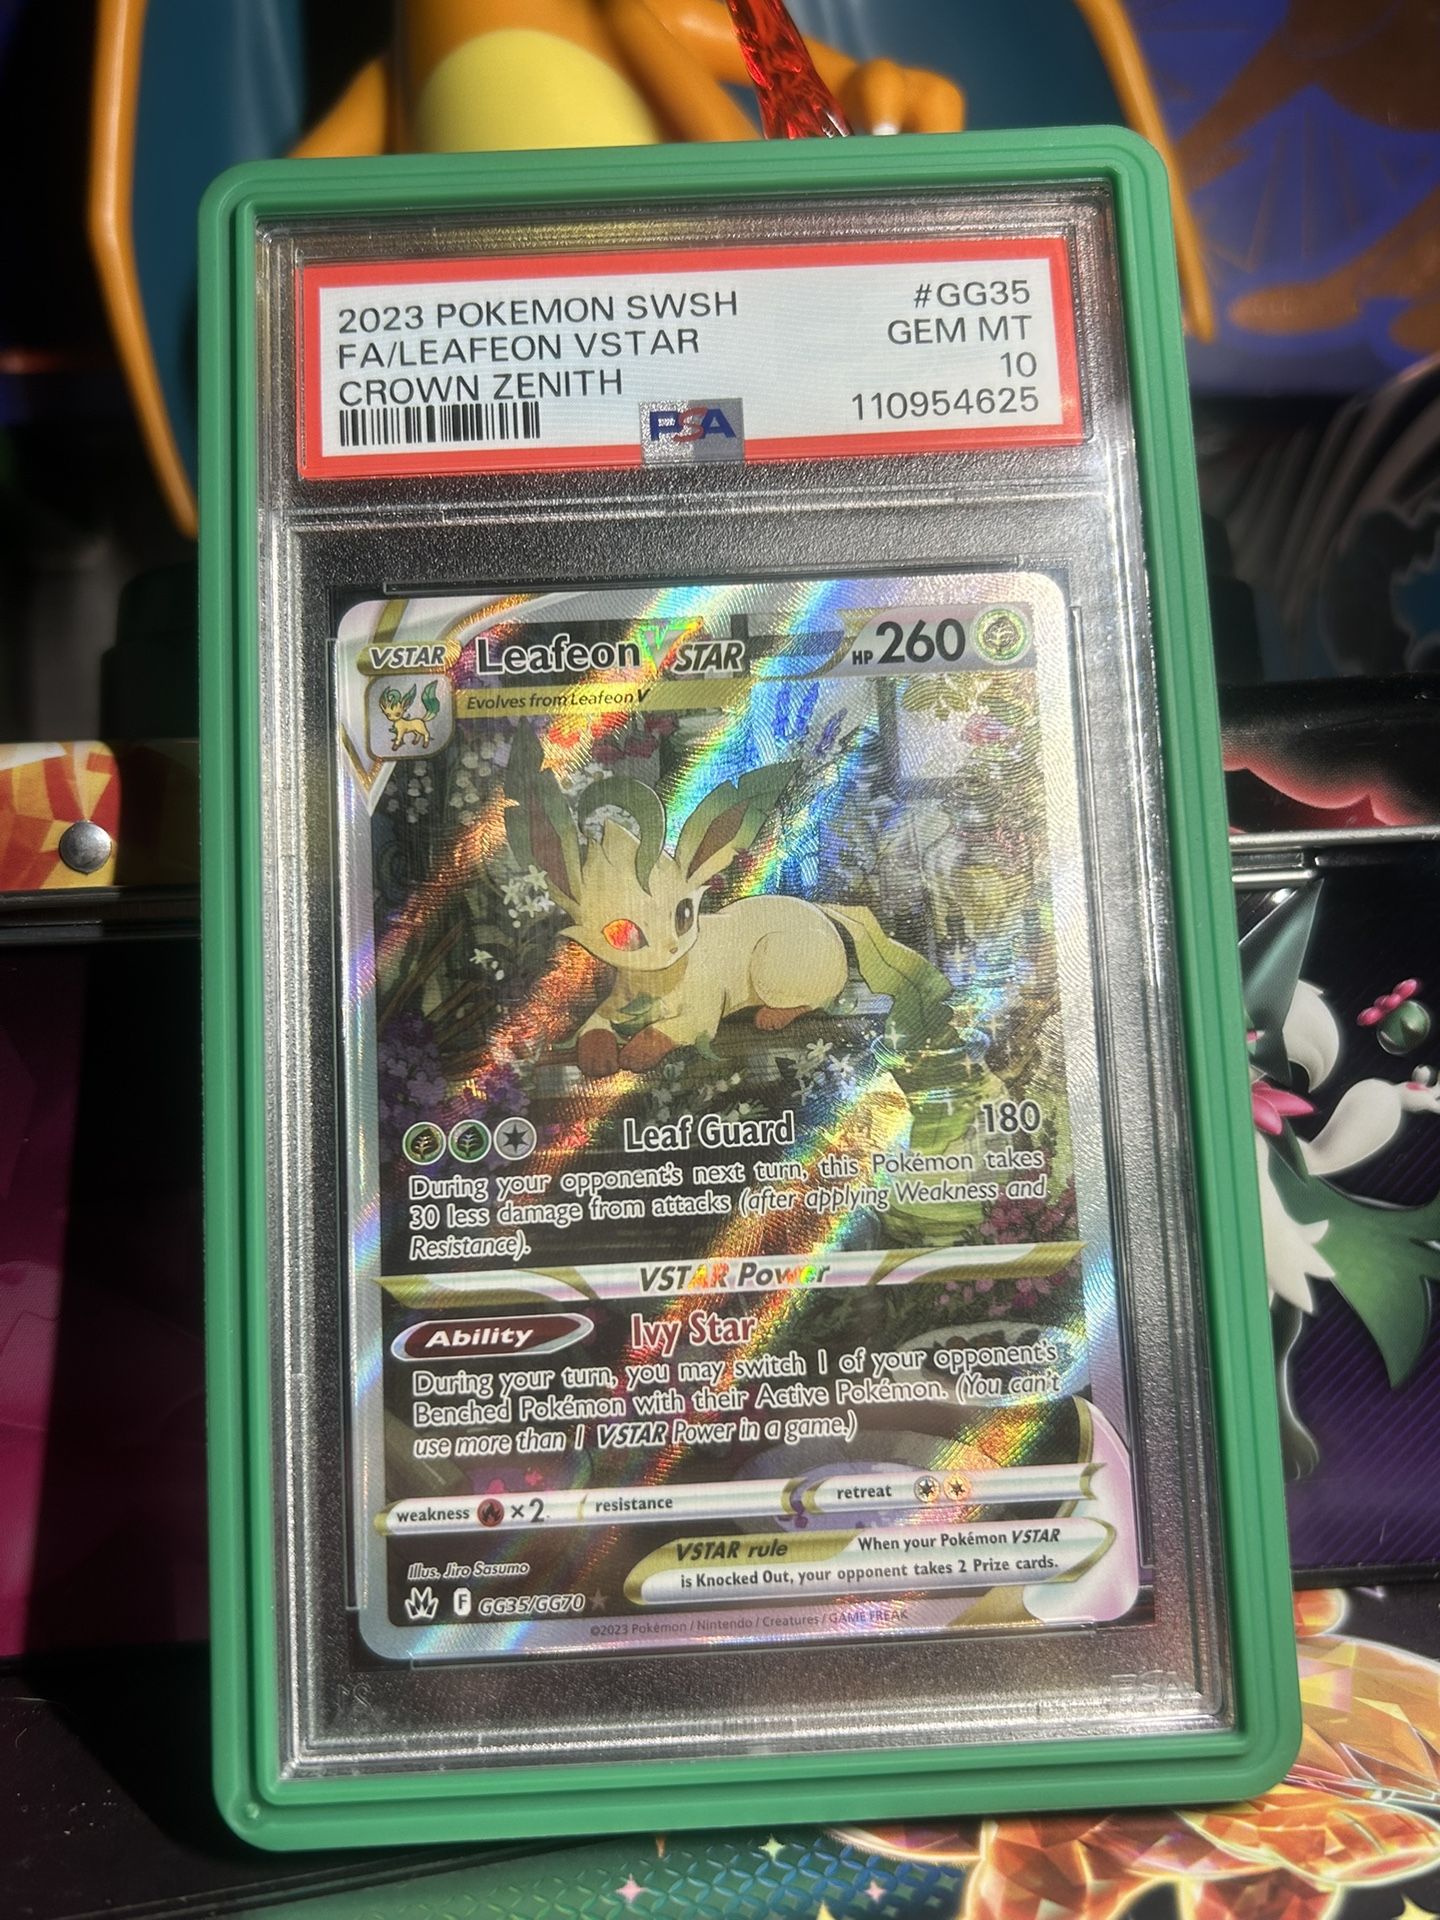 2023 POKEMON SWSH
#GG35
FA/LEAFEON VSTAR
GEM MT
CROWN ZENITH
10
110954625
PSA
VSTAR
Leafeon VSTAR
HP 260
Evolves from Leafeon V
Leaf Guard
180
During your opponent's next turn, this Pokémon takes
30 less damage from attacks (after applying Weakness and
Resistance).
VSTAR Power
Ability
Ivy Star
During your turn, you may switch 1 of your opponent's
Benched Pokémon with their Active Pokémon. (You can't
use more than 1 VSTAR Power in a game.)
weakness ×2
resistance
retreat
VSTAR rule
When your Pokémon VSTAR
is Knocked Out, your opponent takes 2 Prize cards.
Illus. Jiro Sasumo
F GG35/GG70
©2023 Pokémon / Nintendo / Creatures / GAME FREAK
PSA